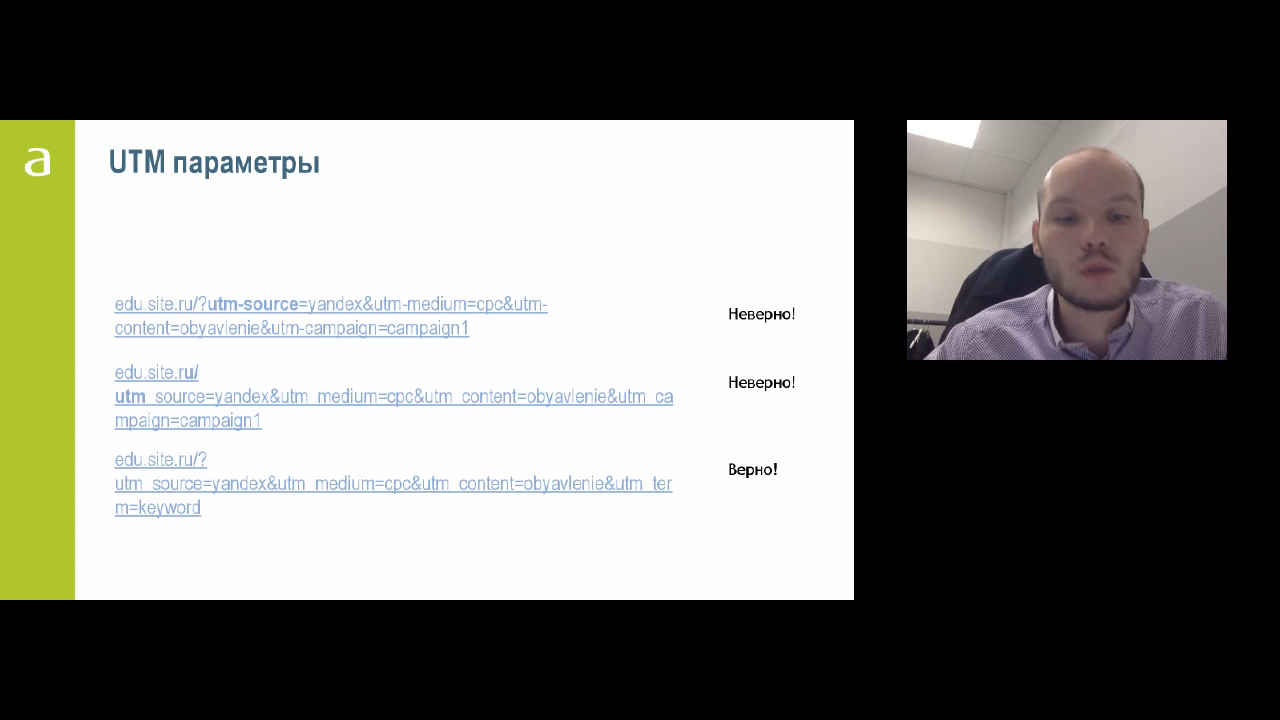 a
UTM параметры
edu.site.ru/?utm-source=yandex&utm-medium=cpc&utm-
content=obyavlenie&utm-campaign=campaign1
Неверно!
edu.site.ru/
utm_source=yandex&utm_medium=cpc&utm_content=obyavlenie&utm_ca
mpaign=campaign1
Неверно!
edu.site.ru/?
utm_source=yandex&utm_medium=cpc&utm_content=obyavlenie&utm_ter
m=keyword
Верно!